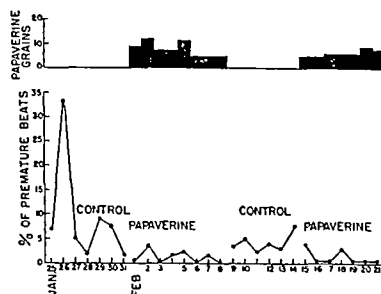 PAPAVERINE
GRAINS
20
10
0
% OF PREMATURE BEATS
35
30
25
20
15
10
5
0
CONTROL
PAPAVERINE
CONTROL
PAPAVERINE
26 27 28 29 30 31 2 3 5 6 7 8 9 10 12 13 14 15 16 17 18 19 20
JAN.
FEB